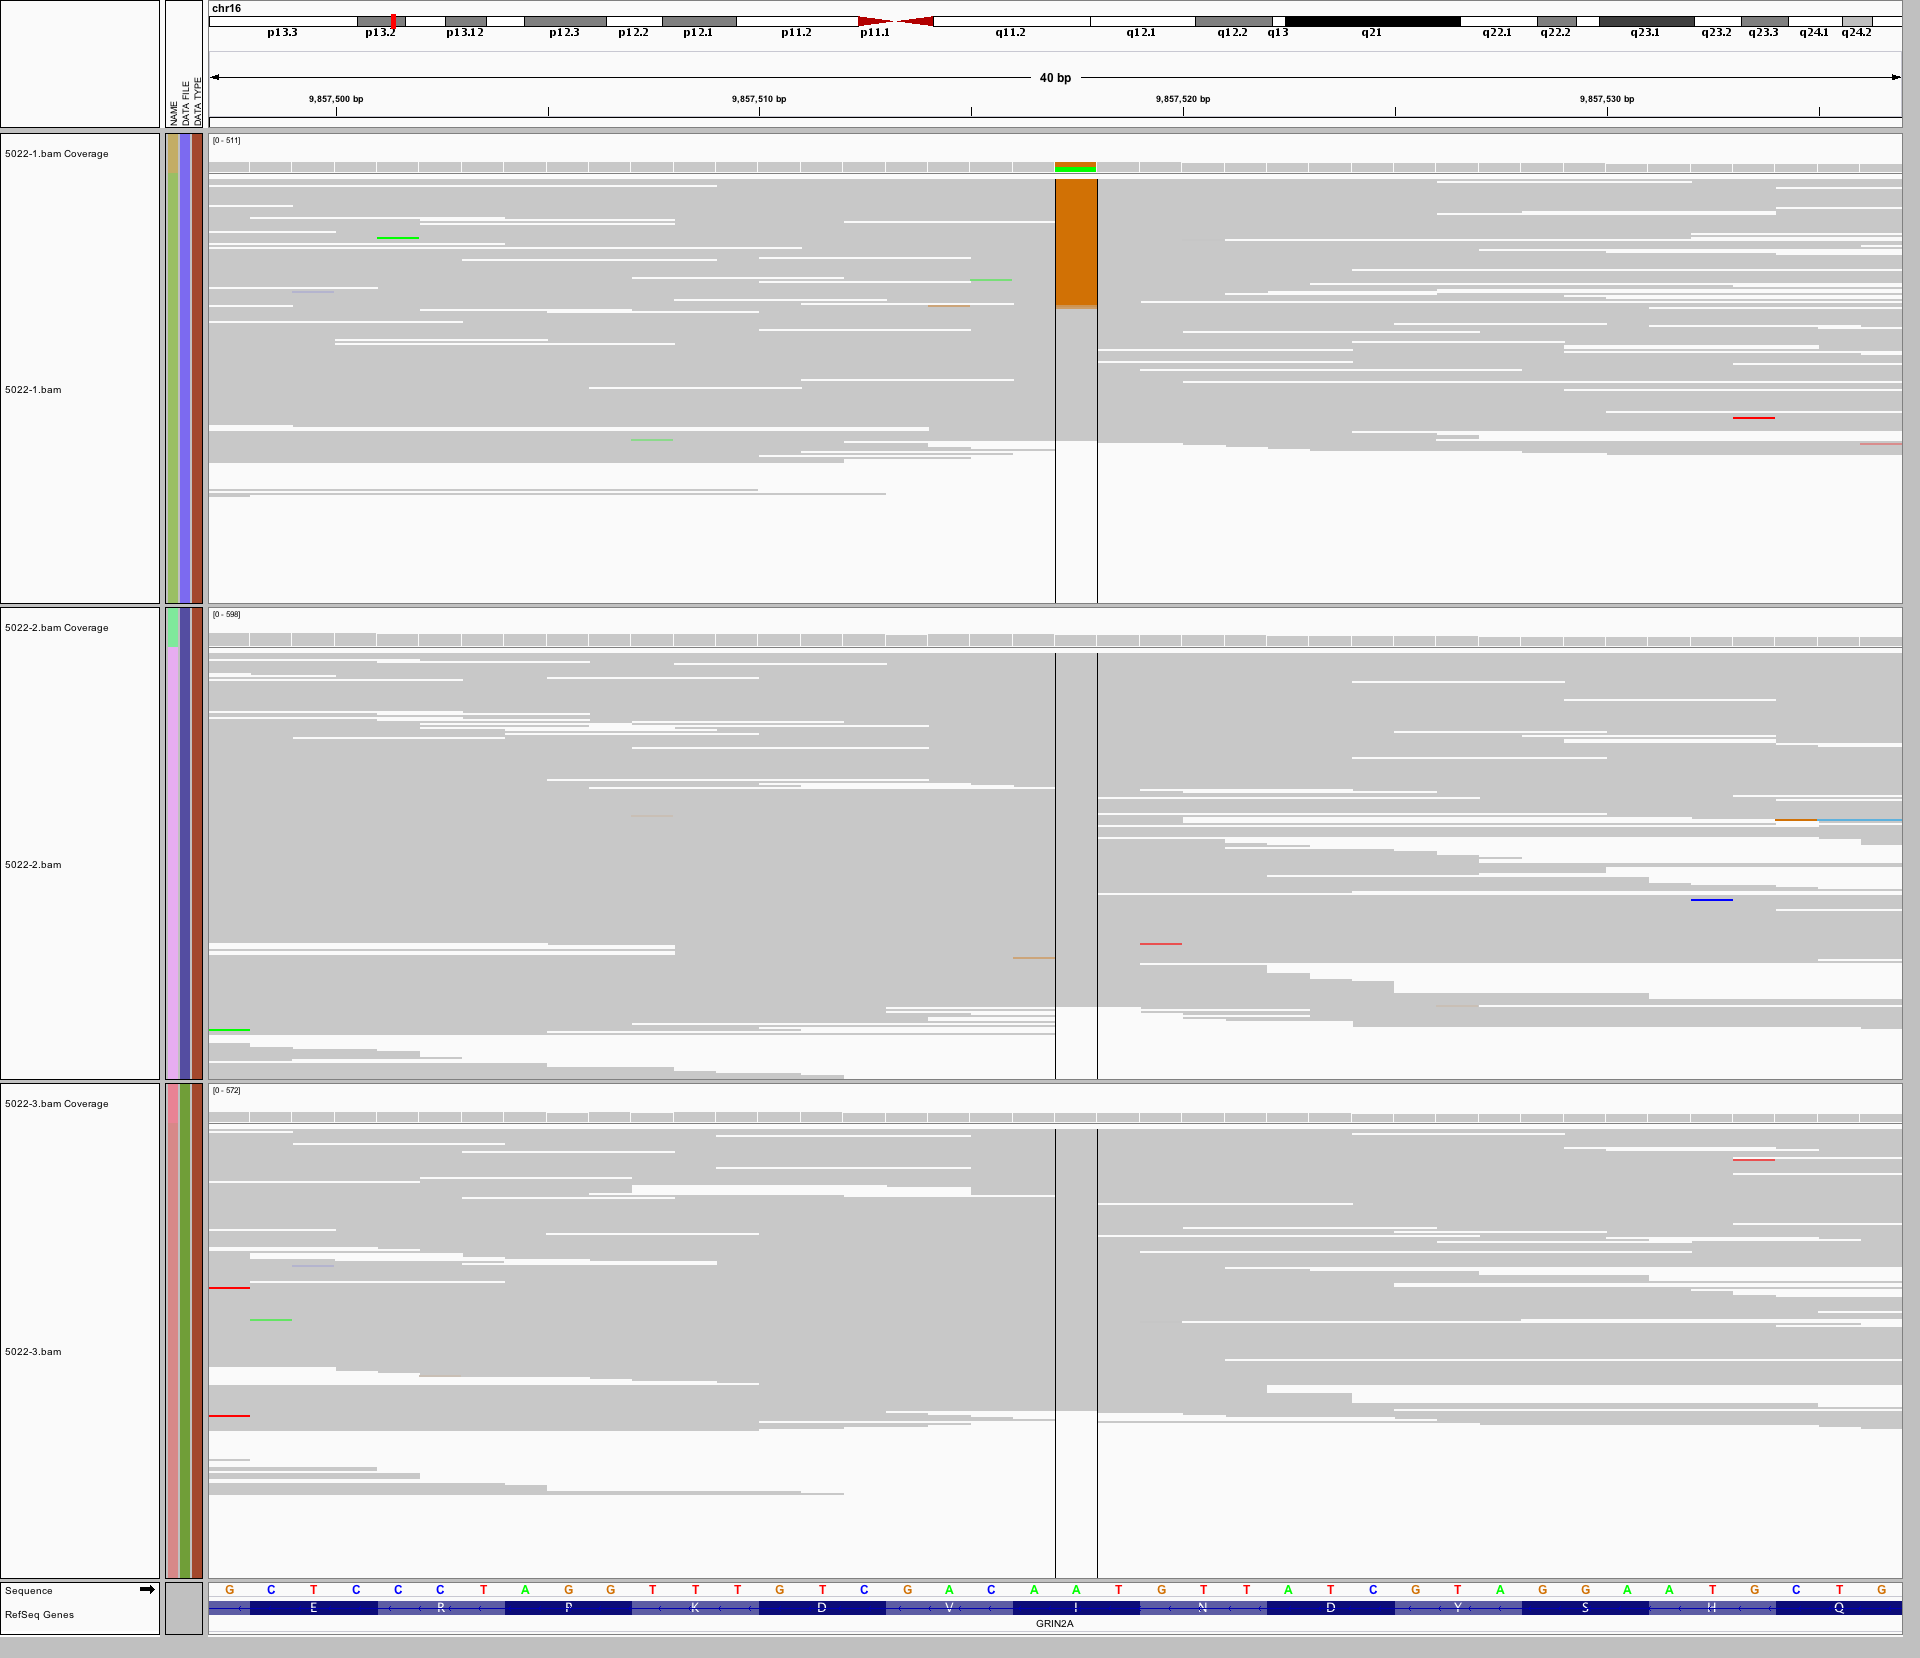 chr16
p13.3 p13.2 p13.12 p12.3 p12.2 p12.1 p11.2 p11.1 q11.2 q12.1 q12.2 q13 q21 q22.1 q22.2 q23.1 q23.2 q23.3 q24.1 q24.2
40 bp
NAME
DATA FILE
DATA TYPE
9,857,500 bp 9,857,510 bp 9,857,520 bp 9,857,530 bp
[0 - 511]
5022-1.bam Coverage
5022-1.bam
[0 - 598]
5022-2.bam Coverage
5022-2.bam
[0 - 572]
5022-3.bam Coverage
5022-3.bam
Sequence G C T C C C T A G G T T T G T C G A C A A T G T T A T C G T A G G A A T G C T G
RefSeq Genes E R P K D V I N D Y S H Q
GRIN2A